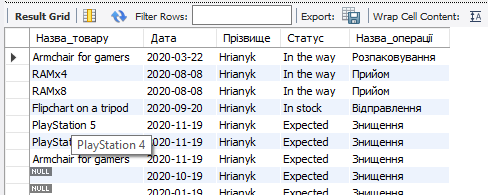 Result Grid Filter Rows: Export: Wrap Cell Content:
Назва_товару Дата Прізвище Статус Назва_операції
Armchair for gamers 2020-03-22 Hrianyk In the way Розпаковування
RAMx4 2020-08-08 Hrianyk In the way Прийом
RAMx8 2020-08-08 Hrianyk In the way Прийом
Flipchart on a tripod 2020-09-20 Hrianyk In stock Відправлення
PlayStation 5 2020-11-19 Hrianyk Expected Знищення
PlaySta 2020-11-19 Hrianyk Expected Знищення
PlayStation 4
Armchair for gamers 2020-11-19 Hrianyk Expected Знищення
NULL 2020-10-19 Hrianyk Expected Знищення
NULL 2020-01-19 Hrianyk Expected Знищення